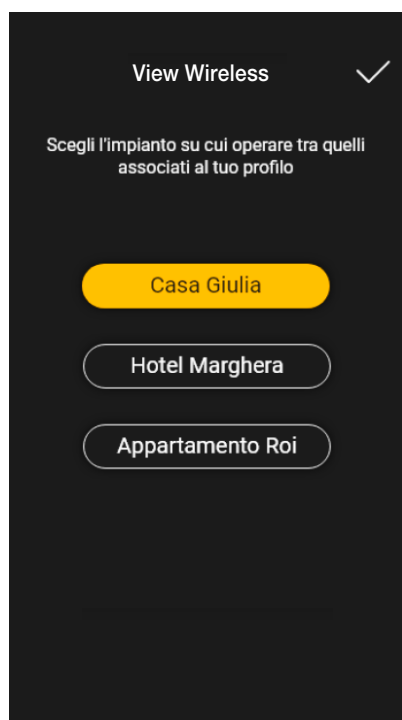 View Wireless
Scegli l'impianto su cui operare tra quelli
associati al tuo profilo
Casa Giulia
Hotel Marghera
Appartamento Roi